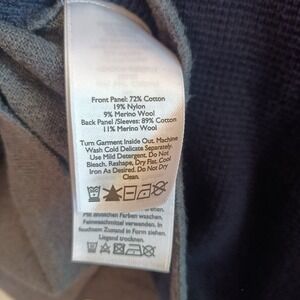 Front Panel: 72% Cotton
19% Nylon
9% Merino Wool
Back Panel /Sleeves: 89% Cotton
11% Merino Wool
Turn Garment Inside Out. Machine
Wash Cold Delicate Separately.
Use Mild Detergent. Do Not
Bleach. Reshape, Dry Flat. Cool
Iron As Desired. Do Not Dry
Clean.
Mit ähnlichen Farben waschen.
Feinwaschmittel verwenden. In
feuchtem Zustand in Form ziehen.
Liegend trocknen.